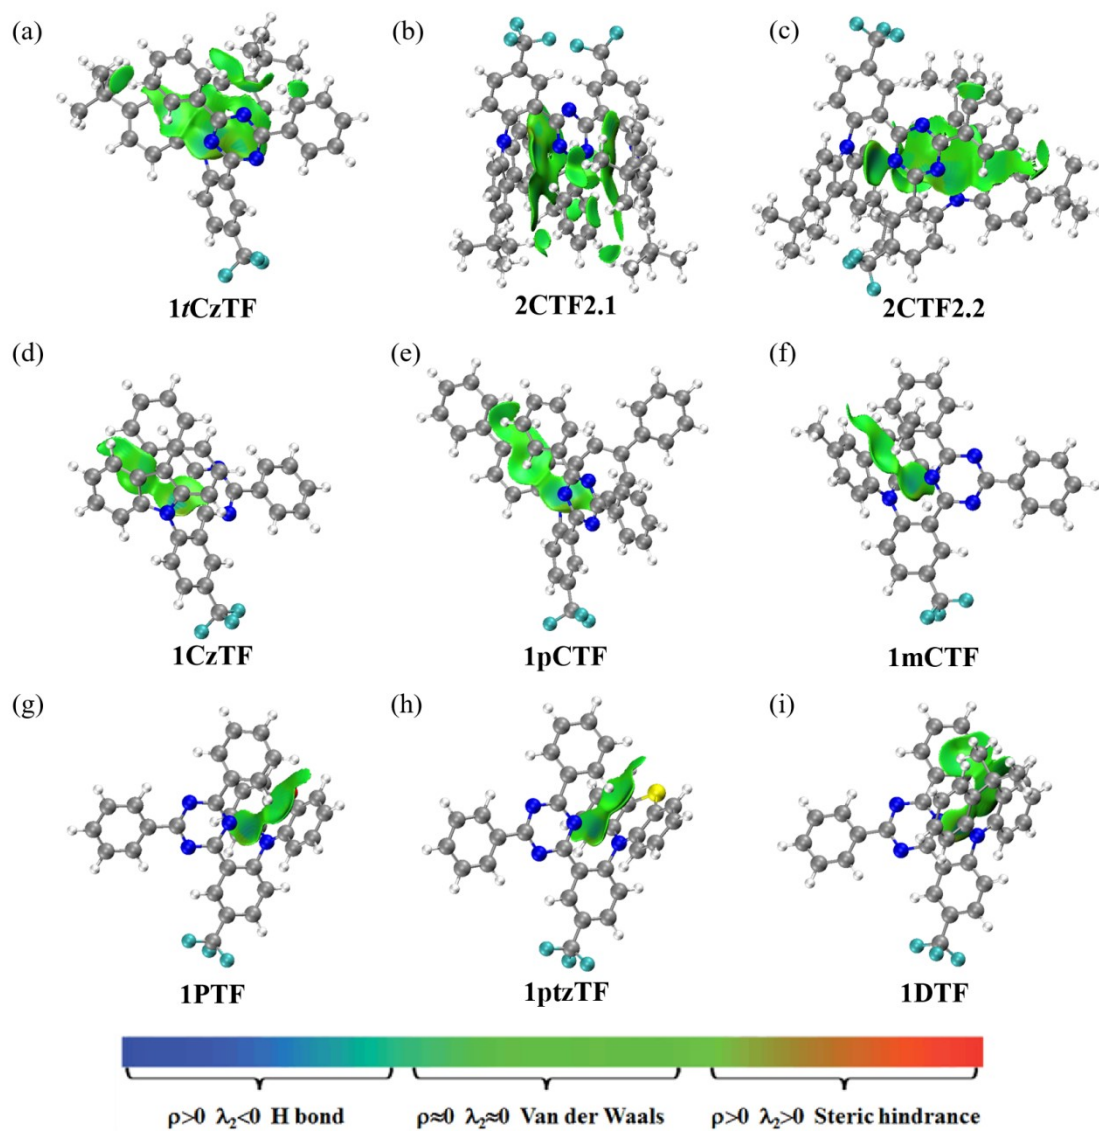 (a) (b) (c)
1tCzTF 2CTF2.1 2CTF2.2
(d) (e) (f)
1CzTF 1pCTF 1mCTF
(g) (h) (i)
1PTF 1ptzTF 1DTF
ρ>0 λ₂<0 H bond ρ≈0 λ₂≈0 Van der Waals ρ>0 λ₂>0 Steric hindrance